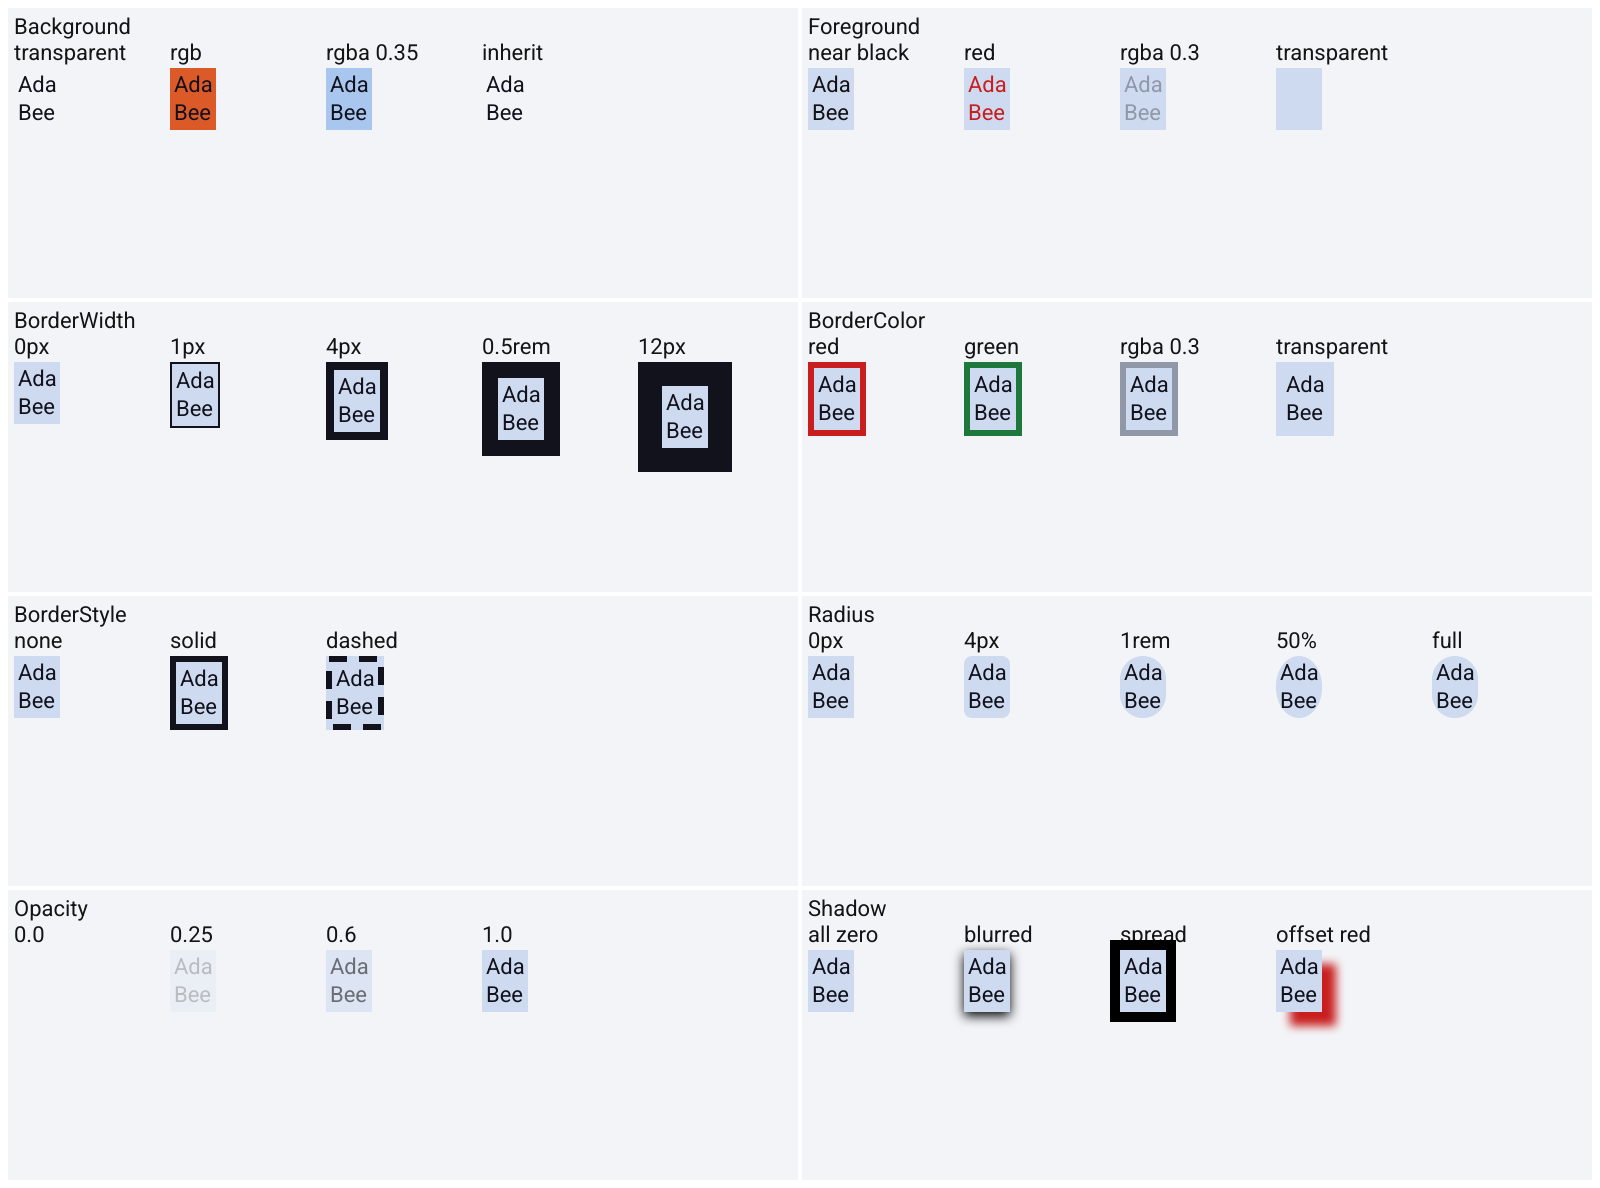 Background
transparent rgb rgba 0.35 inherit
Ada Ada Ada Ada
Bee Bee Bee Bee
Foreground
near black red rgba 0.3 transparent
Ada Ada Ada
Bee Bee Bee
BorderWidth
0px 1px 4px 0.5rem 12px
Ada Ada Ada Ada Ada
Bee Bee Bee Bee Bee
BorderColor
red green rgba 0.3 transparent
Ada Ada Ada Ada
Bee Bee Bee Bee
BorderStyle
none solid dashed
Ada Ada Ada
Bee Bee Bee
Radius
0px 4px 1rem 50% full
Ada Ada Ada Ada Ada
Bee Bee Bee Bee Bee
Opacity
0.0 0.25 0.6 1.0
Ada Ada Ada
Bee Bee Bee
Shadow
all zero blurred spread offset red
Ada Ada Ada Ada
Bee Bee Bee Bee